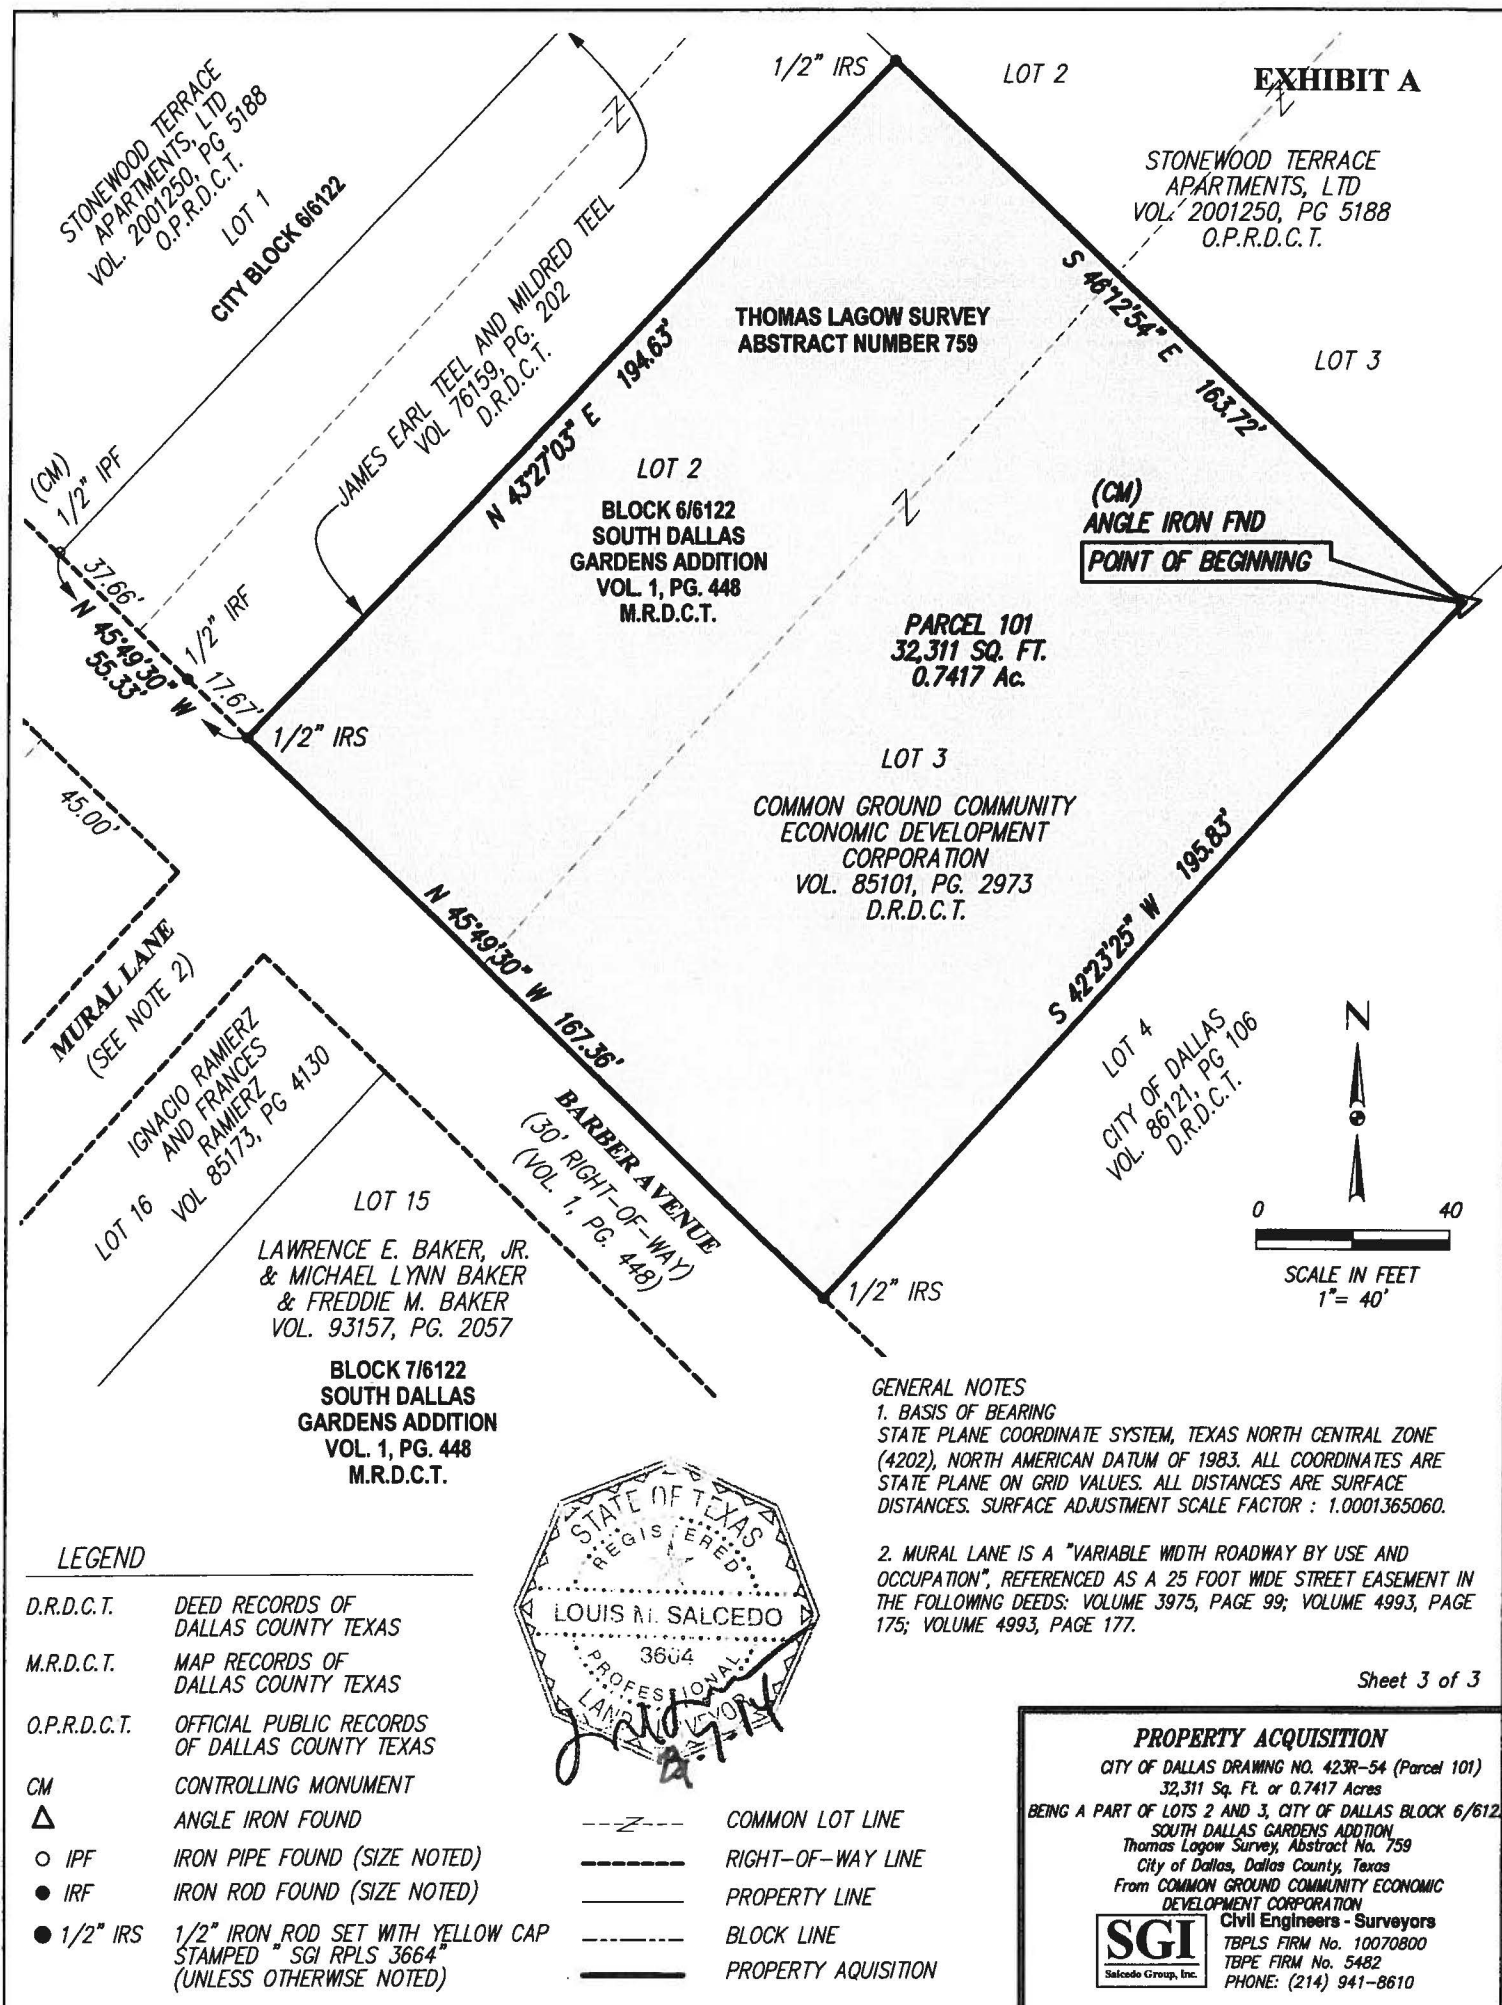 EXHIBIT A
1/2" IRS
LOT 2
STONEWOOD TERRACE
APARTMENTS, LTD
VOL. 2001250, PG 5188
O.P.R.D.C.T.
LOT 1
CITY BLOCK 6/6122
STONEWOOD TERRACE
APARTMENTS, LTD
VOL. 2001250, PG 5188
O.P.R.D.C.T.
LOT 3
JAMES EARL TEEL AND MILDRED TEEL
VOL 76159, PG. 202
D.R.D.C.T.
N 43°27'03" E 194.63'
S 46°12'54" E 163.72'
THOMAS LAGOW SURVEY
ABSTRACT NUMBER 759
(CM)
1/2" IPF
37.66'
N 45°49'30" W
55.33'
1/2" IRF
17.67'
1/2" IRS
LOT 2
BLOCK 6/6122
SOUTH DALLAS
GARDENS ADDITION
VOL. 1, PG. 448
M.R.D.C.T.
(CM)
ANGLE IRON FND
POINT OF BEGINNING
PARCEL 101
32,311 SQ. FT.
0.7417 Ac.
LOT 3
COMMON GROUND COMMUNITY
ECONOMIC DEVELOPMENT
CORPORATION
VOL. 85101, PG. 2973
D.R.D.C.T.
S 42°23'25" W 195.83'
N 45°49'30" W 167.36'
45.00'
MURAL LANE
(SEE NOTE 2)
IGNACIO RAMIERZ
AND FRANCES
RAMIERZ
VOL 85173, PG 4130
LOT 16
BARBER AVENUE
(30' RIGHT-OF-WAY)
(VOL. 1, PG. 448)
LOT 4
CITY OF DALLAS
VOL. 86121, PG 106
D.R.D.C.T.
N
0 40
SCALE IN FEET
1"= 40'
LOT 15
LAWRENCE E. BAKER, JR.
& MICHAEL LYNN BAKER
& FREDDIE M. BAKER
VOL. 93157, PG. 2057
BLOCK 7/6122
SOUTH DALLAS
GARDENS ADDITION
VOL. 1, PG. 448
M.R.D.C.T.
1/2" IRS
GENERAL NOTES
1. BASIS OF BEARING
STATE PLANE COORDINATE SYSTEM, TEXAS NORTH CENTRAL ZONE
(4202), NORTH AMERICAN DATUM OF 1983. ALL COORDINATES ARE
STATE PLANE ON GRID VALUES. ALL DISTANCES ARE SURFACE
DISTANCES. SURFACE ADJUSTMENT SCALE FACTOR : 1.0001365060.
2. MURAL LANE IS A "VARIABLE WIDTH ROADWAY BY USE AND
OCCUPATION", REFERENCED AS A 25 FOOT WIDE STREET EASEMENT IN
THE FOLLOWING DEEDS: VOLUME 3975, PAGE 99; VOLUME 4993, PAGE
175; VOLUME 4993, PAGE 177.
STATE OF TEXAS
REGISTERED
LOUIS M. SALCEDO
3664
PROFESSIONAL
LAND SURVEYOR
LEGEND
D.R.D.C.T. DEED RECORDS OF
DALLAS COUNTY TEXAS
M.R.D.C.T. MAP RECORDS OF
DALLAS COUNTY TEXAS
O.P.R.D.C.T. OFFICIAL PUBLIC RECORDS
OF DALLAS COUNTY TEXAS
CM CONTROLLING MONUMENT
ANGLE IRON FOUND
IPF IRON PIPE FOUND (SIZE NOTED)
IRF IRON ROD FOUND (SIZE NOTED)
1/2" IRS 1/2" IRON ROD SET WITH YELLOW CAP
STAMPED " SGI RPLS 3664"
(UNLESS OTHERWISE NOTED)
COMMON LOT LINE
RIGHT-OF-WAY LINE
PROPERTY LINE
BLOCK LINE
PROPERTY AQUISITION
Sheet 3 of 3
PROPERTY ACQUISITION
CITY OF DALLAS DRAWING NO. 423R-54 (Parcel 101)
32,311 Sq. Ft. or 0.7417 Acres
BEING A PART OF LOTS 2 AND 3, CITY OF DALLAS BLOCK 6/612
SOUTH DALLAS GARDENS ADDTION
Thomas Lagow Survey, Abstract No. 759
City of Dallas, Dallas County, Texas
From COMMON GROUND COMMUNITY ECONOMIC
DEVELOPMENT CORPORATION
SGI
Salcedo Group, Inc.
Civil Engineers - Surveyors
TBPLS FIRM No. 10070800
TBPE FIRM No. 5482
PHONE: (214) 941-8610